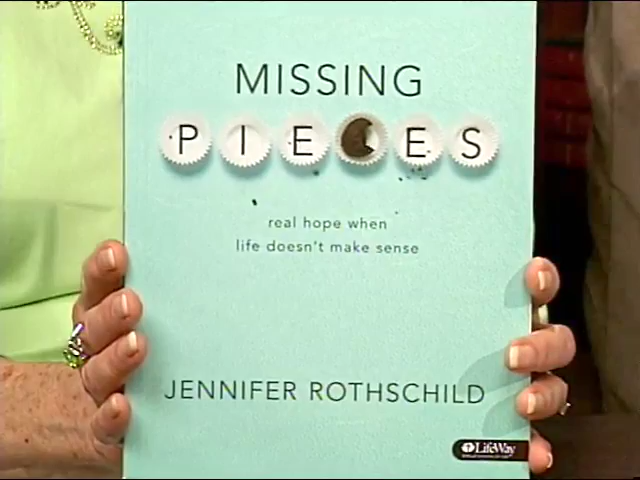 MISSING
PIECES
real hope when
life doesn't make sense
JENNIFER ROTHSCHILD
LifeWay